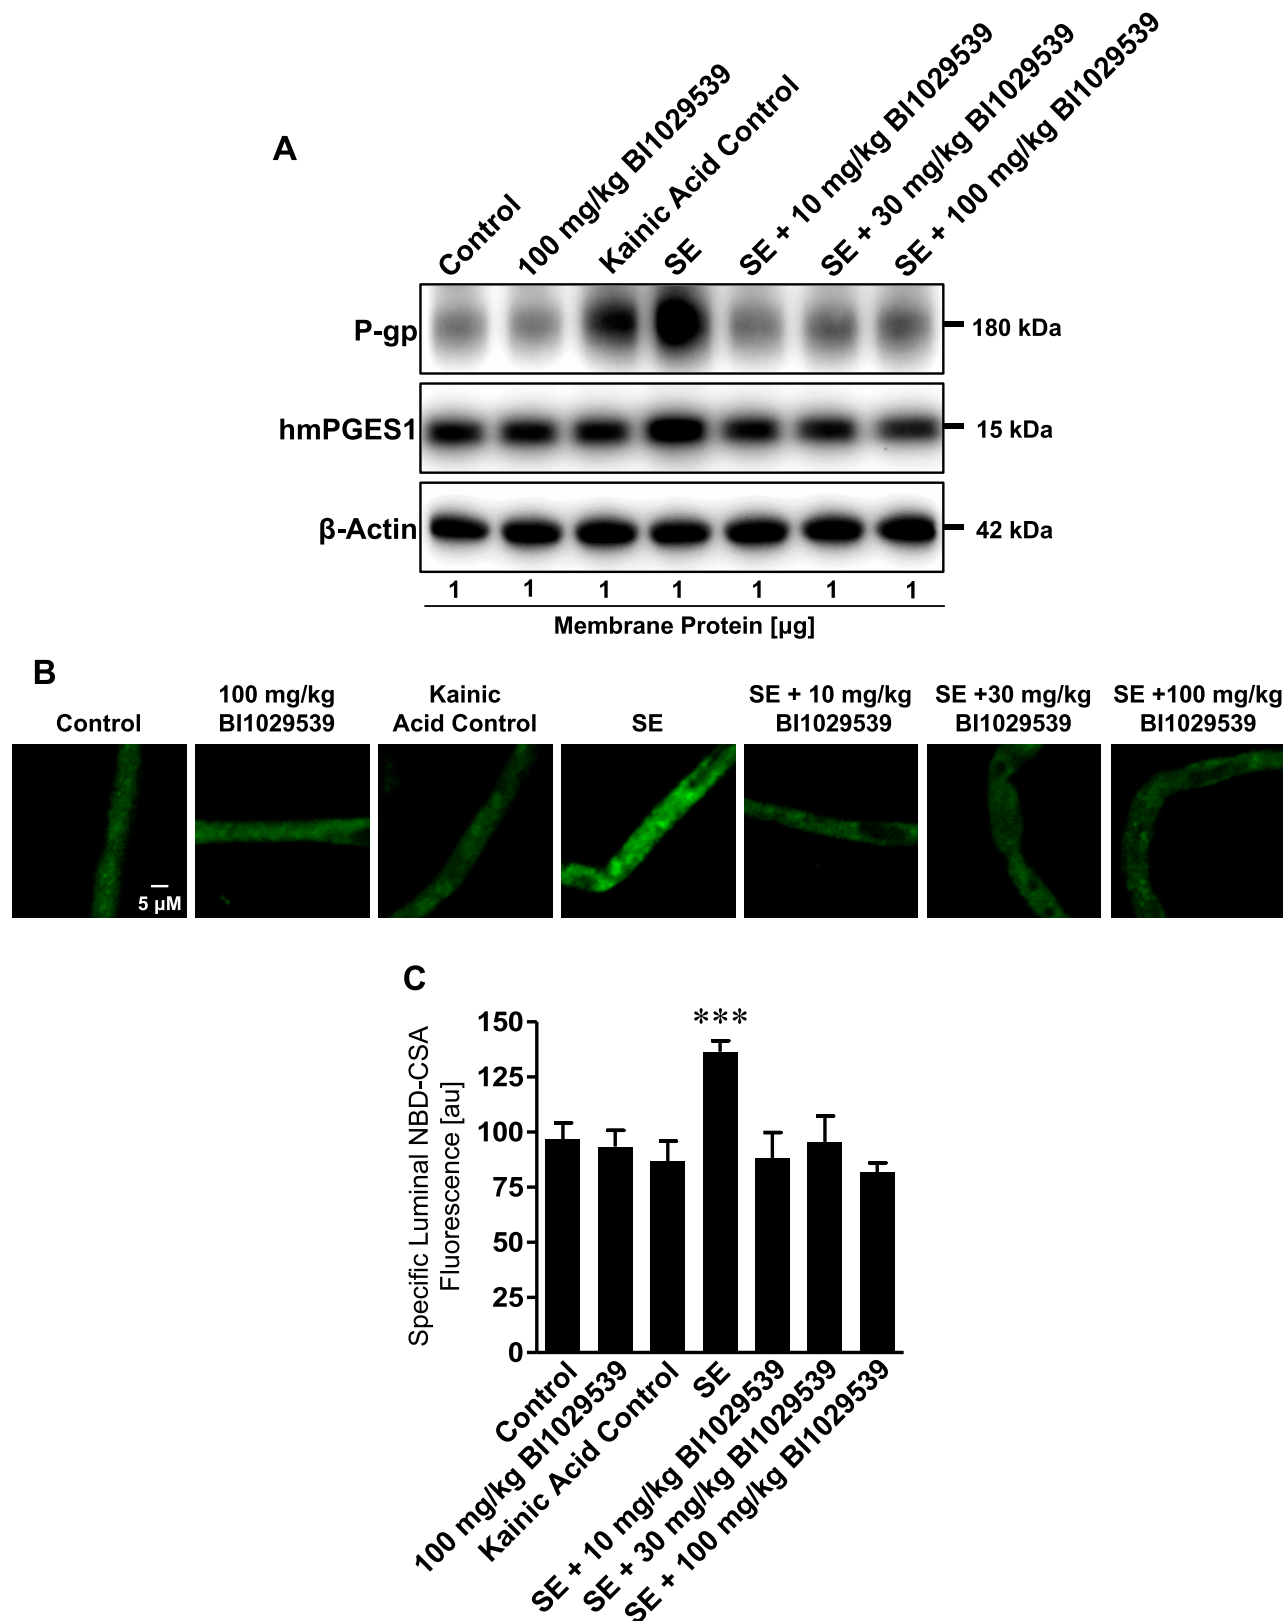 A
Control
100 mg/kg BI1029539
Kainic Acid Control
SE
SE + 10 mg/kg BI1029539
SE + 30 mg/kg BI1029539
SE + 100 mg/kg BI1029539
P-gp
180 kDa
hmPGES1
15 kDa
β-Actin
42 kDa
1 1 1 1 1 1 1
Membrane Protein [µg]
B
Control
100 mg/kg
BI1029539
Kainic
Acid Control
SE
SE + 10 mg/kg
BI1029539
SE +30 mg/kg
BI1029539
SE +100 mg/kg
BI1029539
5 µM
C
Specific Luminal NBD-CSA
Fluorescence [au]
150
125
100
75
50
25
0
***
Control
100 mg/kg BI1029539
Kainic Acid Control
SE
SE + 10 mg/kg BI1029539
SE + 30 mg/kg BI1029539
SE + 100 mg/kg BI1029539